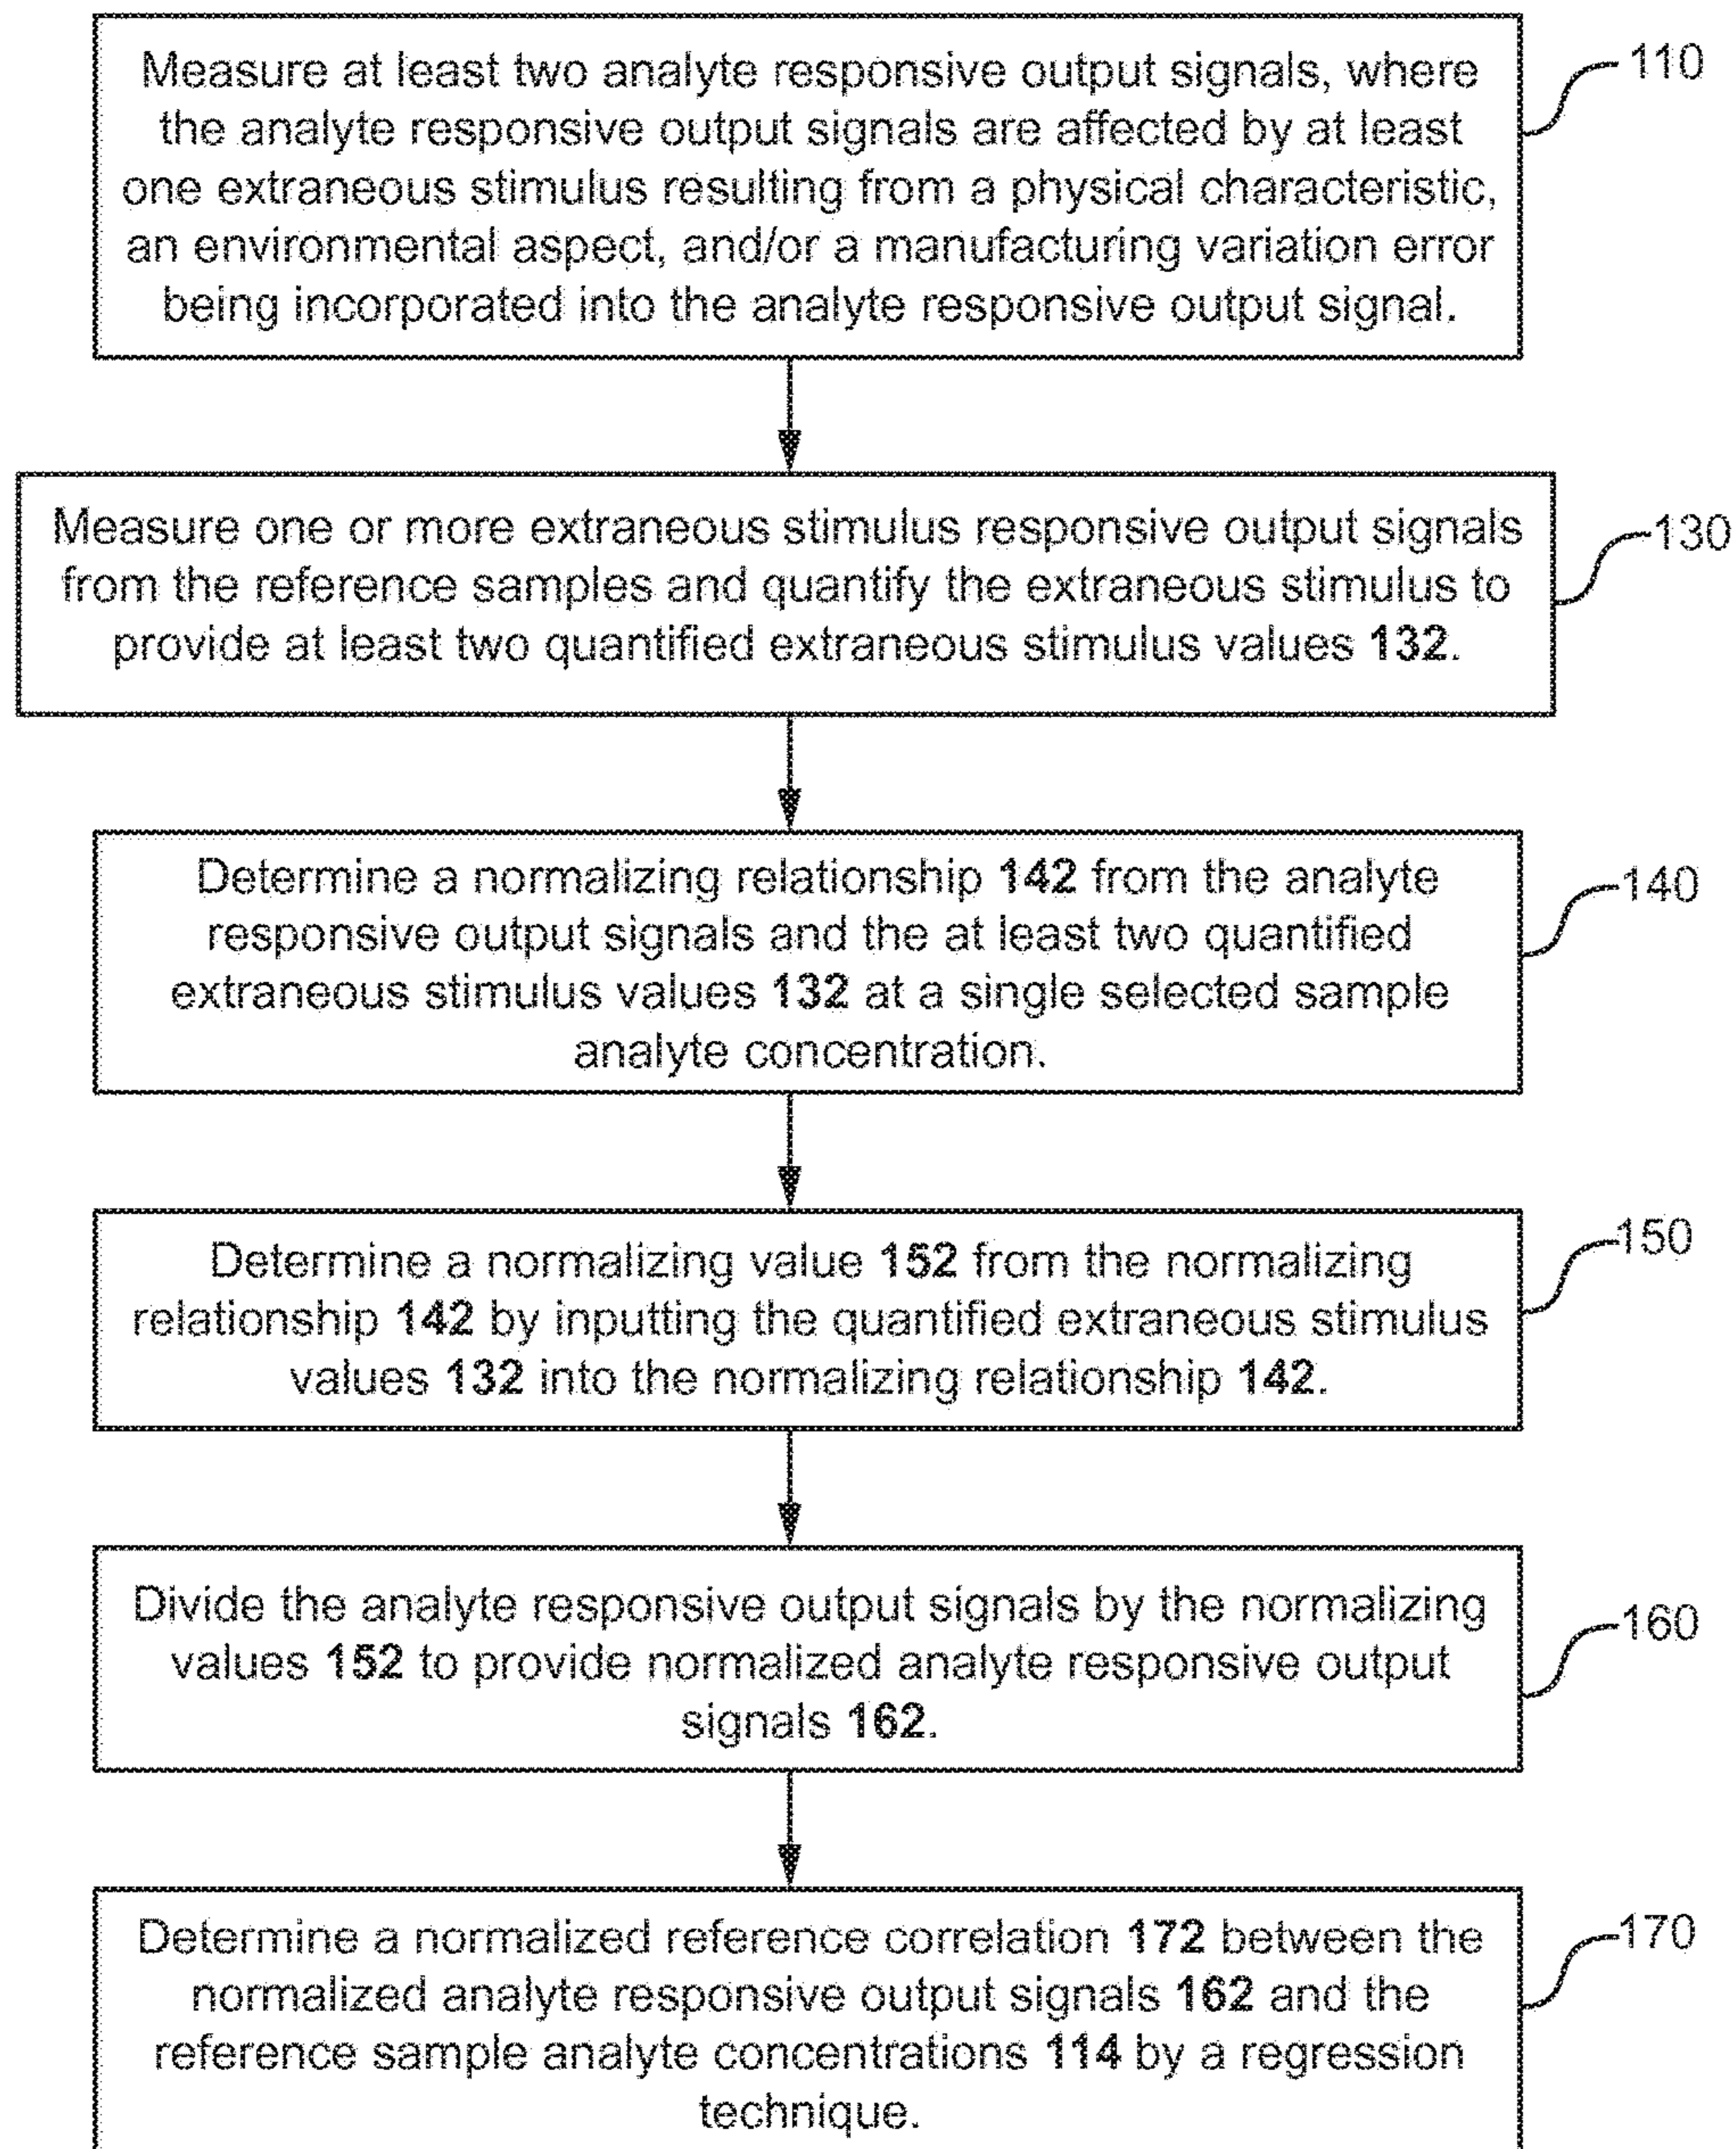 Measure at least two analyte responsive output signals, where
the analyte responsive output signals are affected by at least
one extraneous stimulus resulting from a physical characteristic,
an environmental aspect, and/or a manufacturing variation error
being incorporated into the analyte responsive output signal.
110
Measure one or more extraneous stimulus responsive output signals
from the reference samples and quantify the extraneous stimulus to
provide at least two quantified extraneous stimulus values 132.
130
Determine a normalizing relationship 142 from the analyte
responsive output signals and the at least two quantified
extraneous stimulus values 132 at a single selected sample
analyte concentration.
140
Determine a normalizing value 152 from the normalizing
relationship 142 by inputting the quantified extraneous stimulus
values 132 into the normalizing relationship 142.
150
Divide the analyte responsive output signals by the normalizing
values 152 to provide normalized analyte responsive output
signals 162.
160
Determine a normalized reference correlation 172 between the
normalized analyte responsive output signals 162 and the
reference sample analyte concentrations 114 by a regression
technique.
170